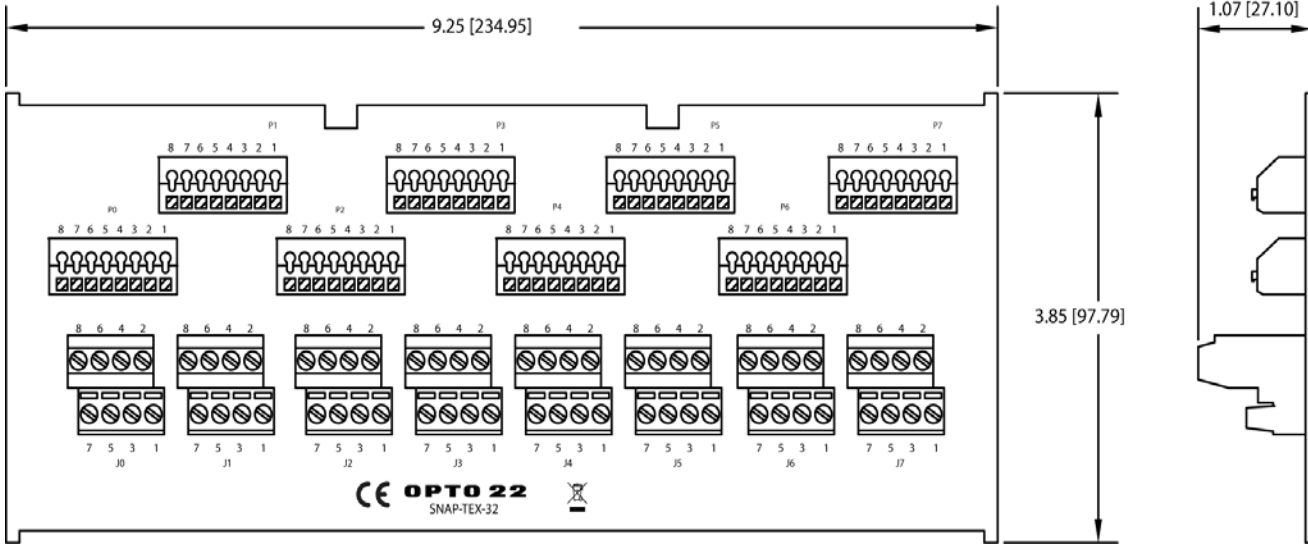 9.25 [234.95]
1.07 [27.10]
P1 P3 P5 P7
8 7 6 5 4 3 2 1 8 7 6 5 4 3 2 1 8 7 6 5 4 3 2 1 8 7 6 5 4 3 2 1
P0 P2 P4 P6
8 7 6 5 4 3 2 1 8 7 6 5 4 3 2 1 8 7 6 5 4 3 2 1 8 7 6 5 4 3 2 1
3.85 [97.79]
8 6 4 2 8 6 4 2 8 6 4 2 8 6 4 2 8 6 4 2 8 6 4 2 8 6 4 2 8 6 4 2
7 5 3 1 7 5 3 1 7 5 3 1 7 5 3 1 7 5 3 1 7 5 3 1 7 5 3 1 7 5 3 1
J0 J1 J2 J3 J4 J5 J6 J7
CE OPTO 22
SNAP-TEX-32